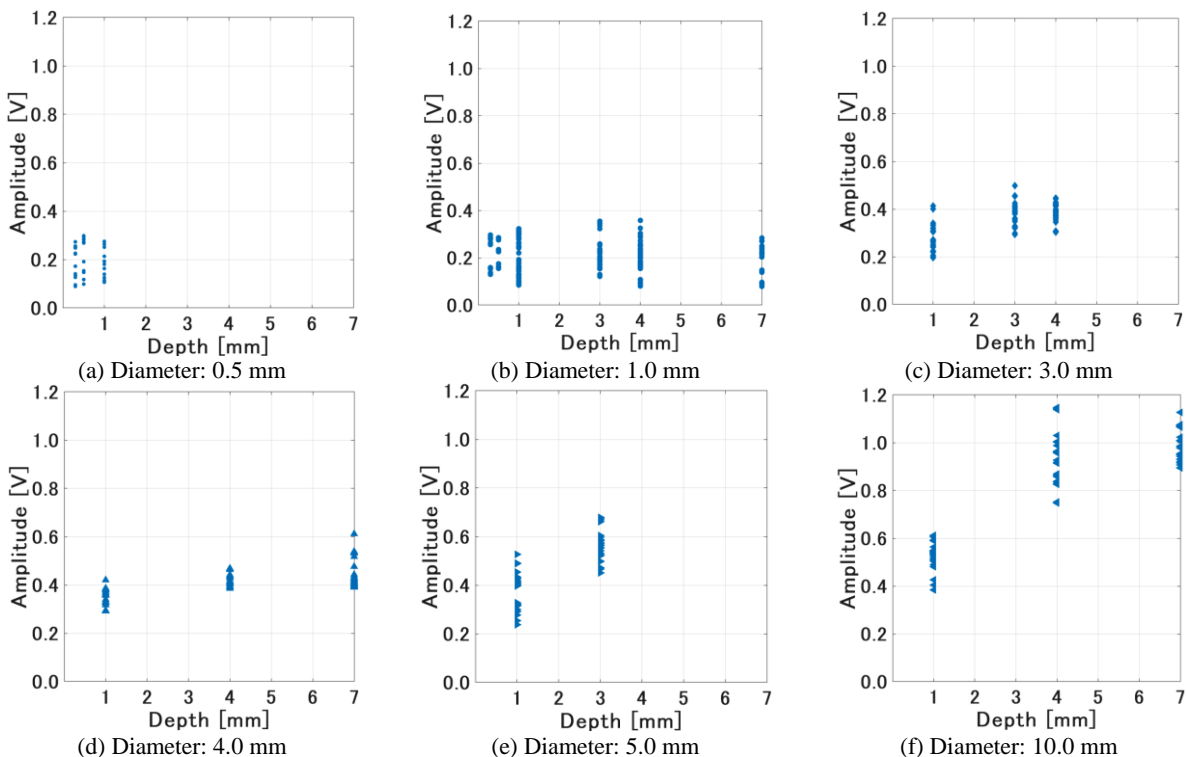 1.2
1.0
0.8
0.6
0.4
0.2
0.0
Amplitude [V]
1 2 3 4 5 6 7
Depth [mm]
(a) Diameter: 0.5 mm
1.2
1.0
0.8
0.6
0.4
0.2
0.0
Amplitude [V]
1 2 3 4 5 6 7
Depth [mm]
(b) Diameter: 1.0 mm
1.2
1.0
0.8
0.6
0.4
0.2
0.0
Amplitude [V]
1 2 3 4 5 6 7
Depth [mm]
(c) Diameter: 3.0 mm
1.2
1.0
0.8
0.6
0.4
0.2
0.0
Amplitude [V]
1 2 3 4 5 6 7
Depth [mm]
(d) Diameter: 4.0 mm
1.2
1.0
0.8
0.6
0.4
0.2
0.0
Amplitude [V]
1 2 3 4 5 6 7
Depth [mm]
(e) Diameter: 5.0 mm
1.2
1.0
0.8
0.6
0.4
0.2
0.0
Amplitude [V]
1 2 3 4 5 6 7
Depth [mm]
(f) Diameter: 10.0 mm